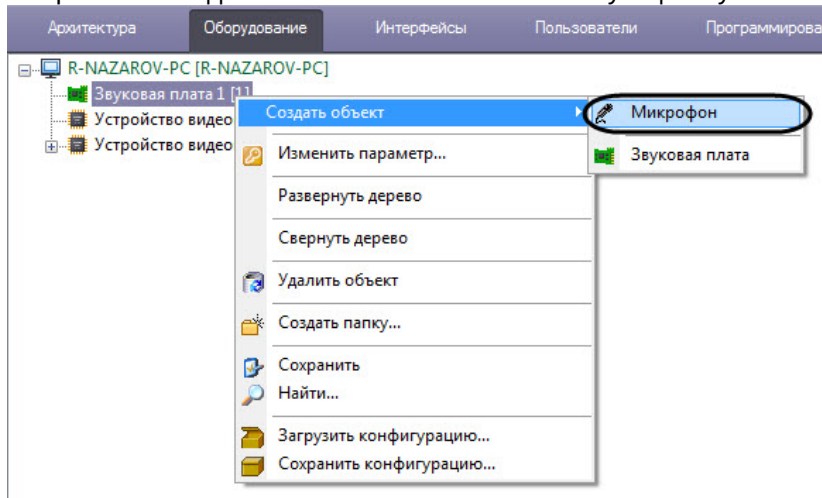 Архитектура Оборудование Интерфейсы Пользователи Программирова
R-NAZAROV-PC [R-NAZAROV-PC]
Звуковая плата 1 [1]
Устройство видео
Устройство видео
Создать объект
Изменить параметр...
Развернуть дерево
Свернуть дерево
Удалить объект
Создать папку...
Сохранить
Найти...
Загрузить конфигурацию...
Сохранить конфигурацию...
Микрофон
Звуковая плата